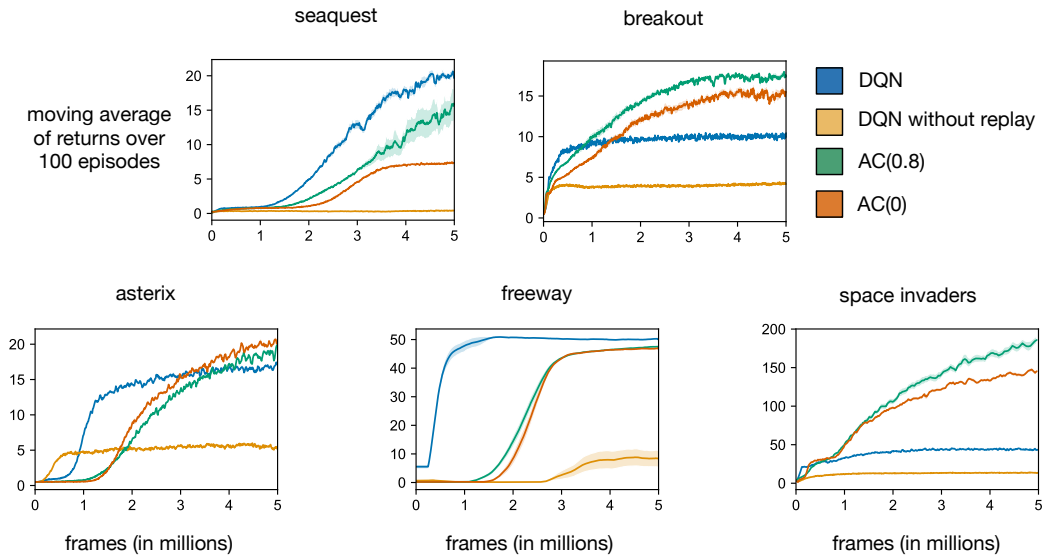 seaquest
breakout
moving average
of returns over
100 episodes
20
15
10
5
0
0 1 2 3 4 5
15
10
5
0
0 1 2 3 4 5
DQN
DQN without replay
AC(0.8)
AC(0)
asterix
freeway
space invaders
20
15
10
5
0
0 1 2 3 4 5
50
40
30
20
10
0
0 1 2 3 4 5
200
150
100
50
0
0 1 2 3 4 5
frames (in millions)
frames (in millions)
frames (in millions)